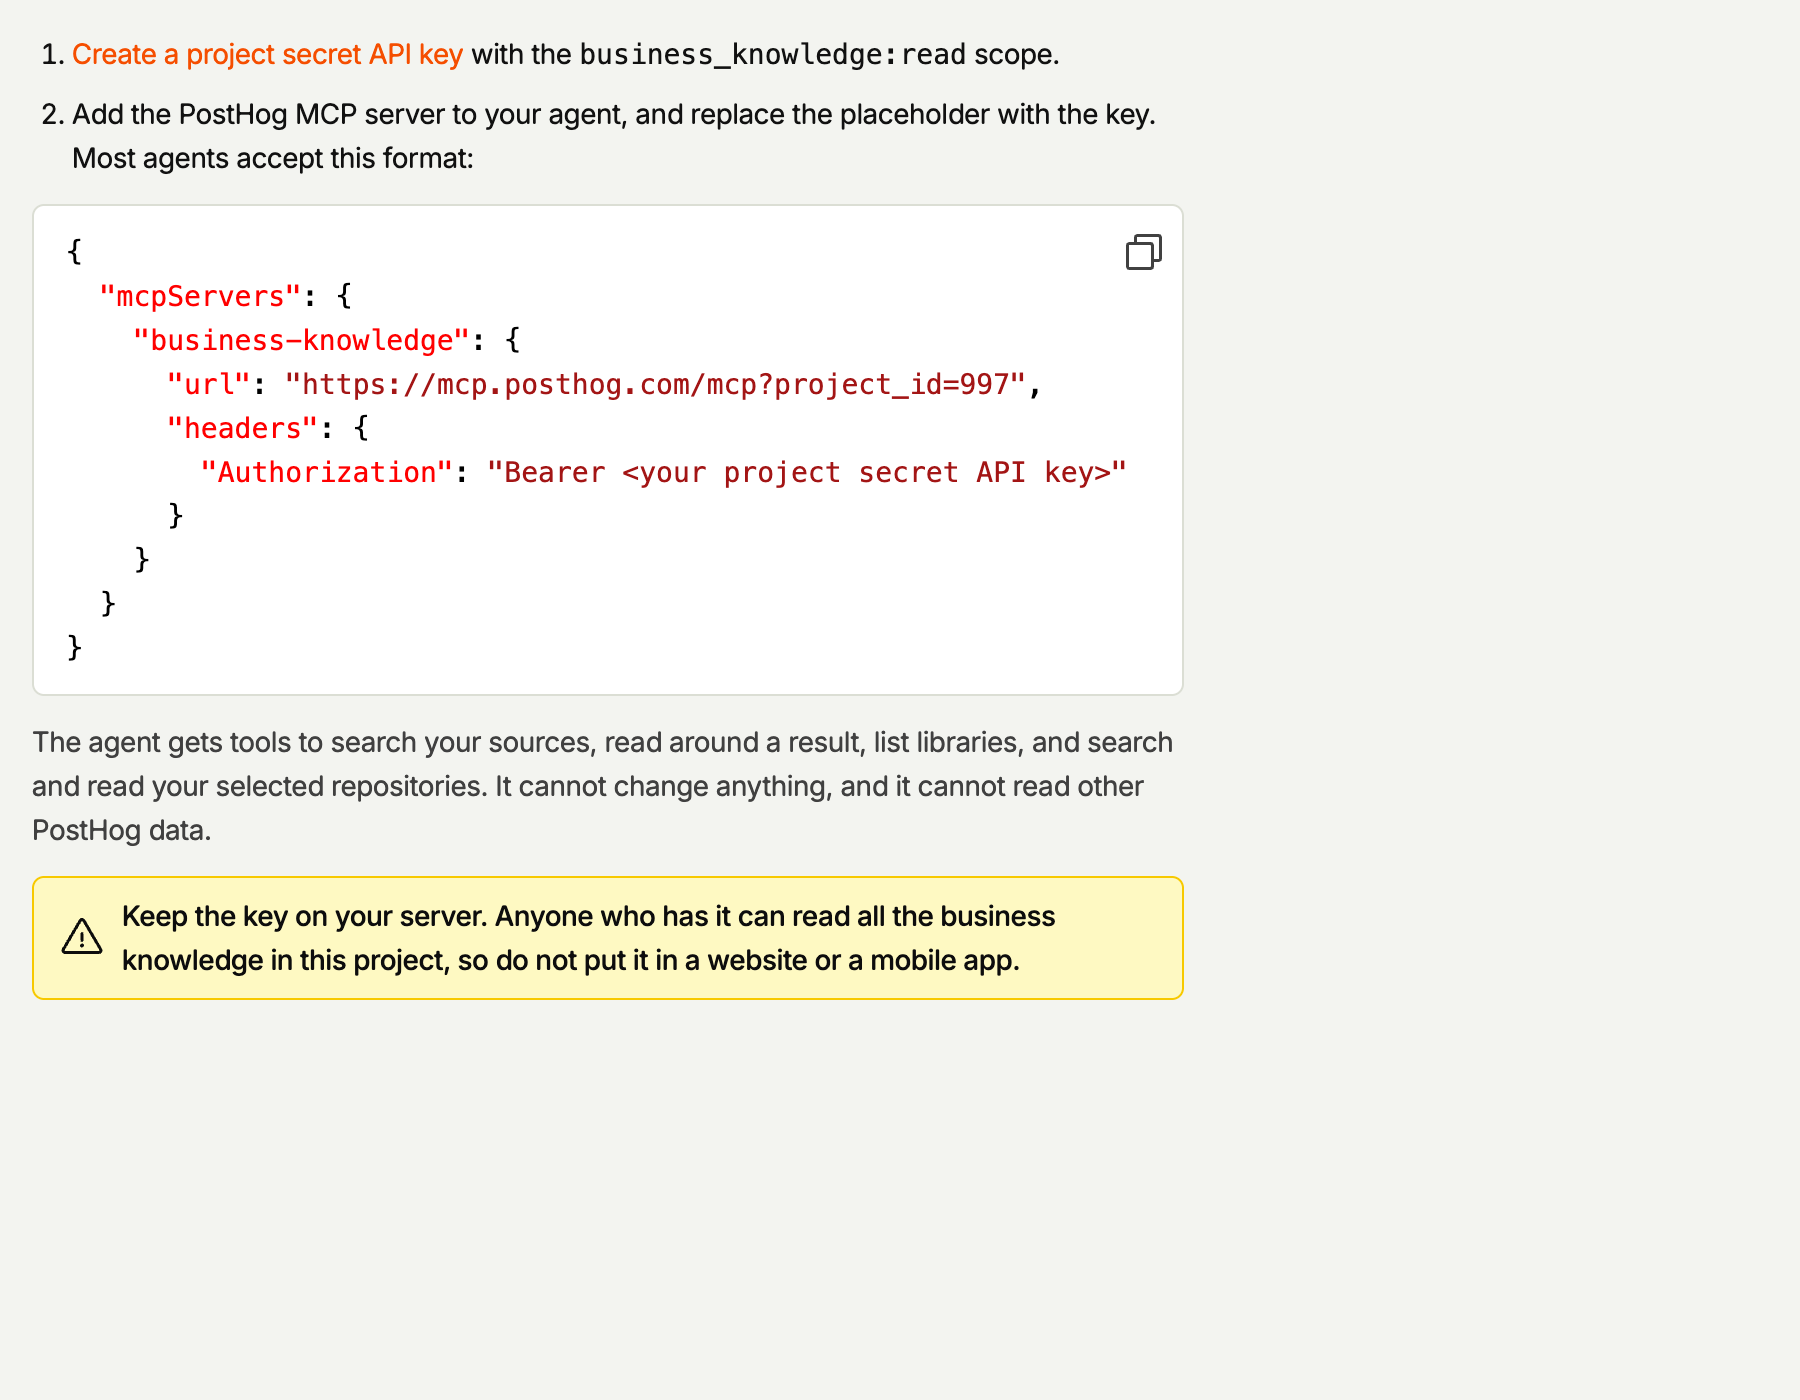 1. Create a project secret API key with the business_knowledge:read scope.
2. Add the PostHog MCP server to your agent, and replace the placeholder with the key.
Most agents accept this format:
{
  "mcpServers": {
    "business-knowledge": {
      "url": "https://mcp.posthog.com/mcp?project_id=997",
      "headers": {
        "Authorization": "Bearer <your project secret API key>"
      }
    }
  }
}
The agent gets tools to search your sources, read around a result, list libraries, and search
and read your selected repositories. It cannot change anything, and it cannot read other
PostHog data.
Keep the key on your server. Anyone who has it can read all the business
knowledge in this project, so do not put it in a website or a mobile app.